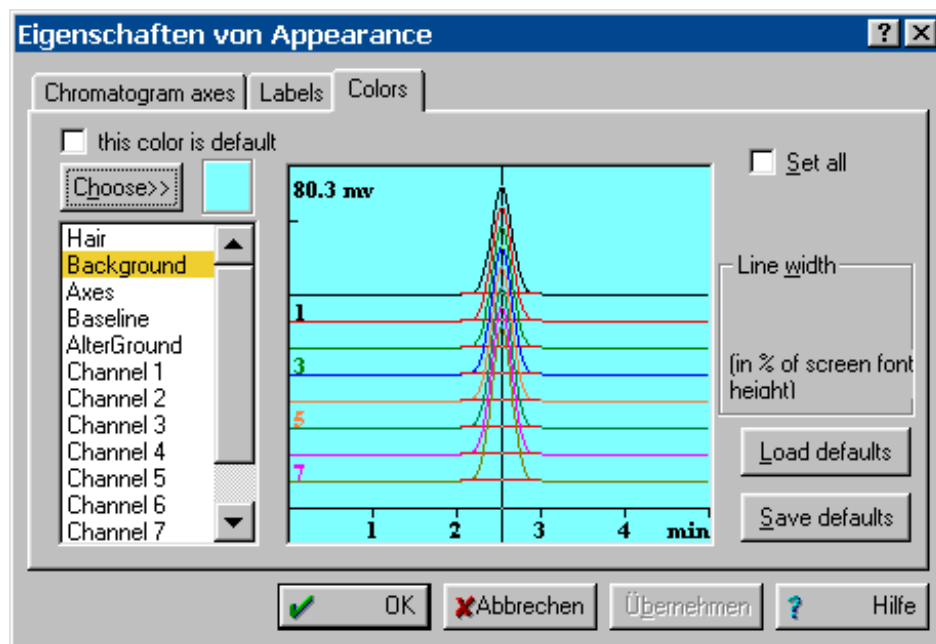 Eigenschaften von Appearance
Chromatogram axes
Labels
Colors
this color is default
Choose>>
Set all
80.3 mv
Hair
Background
Axes
Baseline
AlterGround
Channel 1
Channel 2
Channel 3
Channel 4
Channel 5
Channel 6
Channel 7
1
3
5
7
1 2 3 4 min
Line width
(in % of screen font
height)
Load defaults
Save defaults
OK
Abbrechen
Übernehmen
? Hilfe